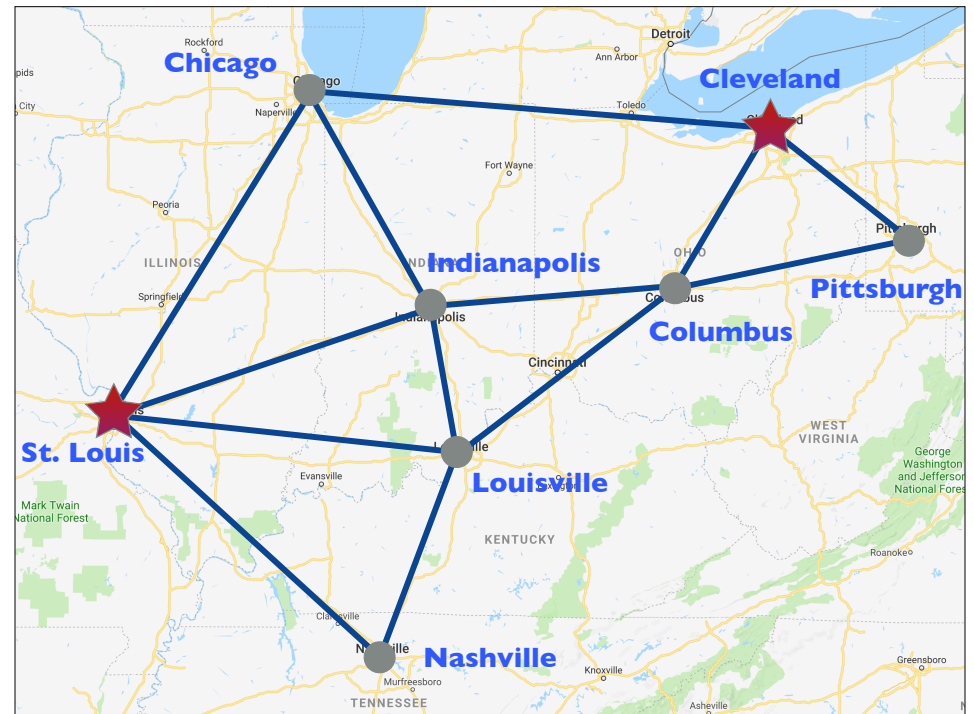 Detroit
Rockford
Chicago
Ann Arbor
Cleveland
Toledo
Naperville
City
Fort Wayne
Peoria
ILLINOIS
Indianapolis
OHIO
Pittsburgh
Springfield
Columbus
Cincinnati
St. Louis
WEST
VIRGINIA
Louisville
Evansville
George
Washington
and Jefferson
National Fores
Mark Twain
National Forest
KENTUCKY
Roanoke
Nashville
Knoxville
Greensboro
Murfreesboro
TENNESSEE
Asheville